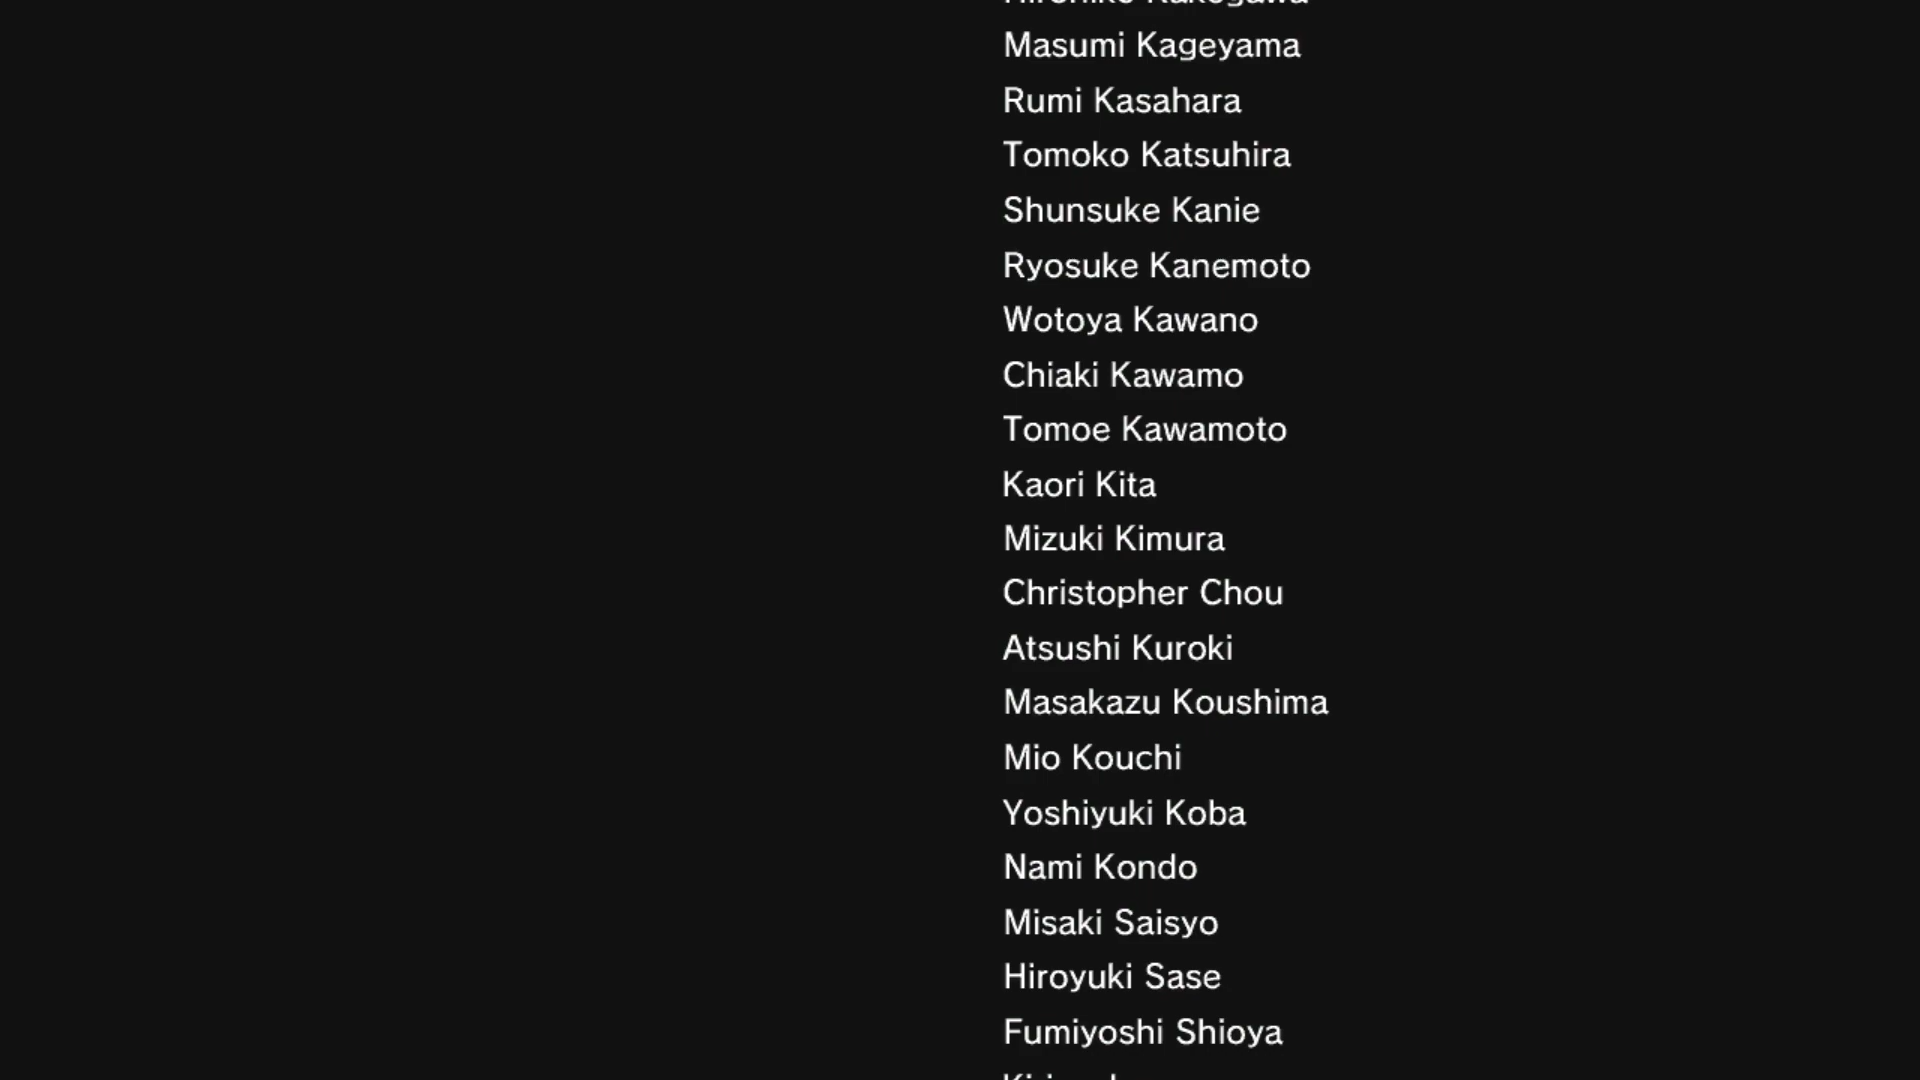 Masumi Kageyama
Rumi Kasahara
Tomoko Katsuhira
Shunsuke Kanie
Ryosuke Kanemoto
Wotoya Kawano
Chiaki Kawamo
Tomoe Kawamoto
Kaori Kita
Mizuki Kimura
Christopher Chou
Atsushi Kuroki
Masakazu Koushima
Mio Kouchi
Yoshiyuki Koba
Nami Kondo
Misaki Saisyo
Hiroyuki Sase
Fumiyoshi Shioya